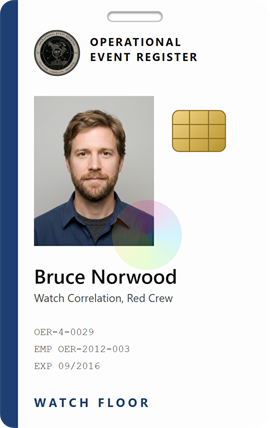 OPERATIONAL
EVENT REGISTER
Bruce Norwood
Watch Correlation, Red Crew
OER-4-0029
EMP OER-2012-003
EXP 09/2016
WATCH FLOOR